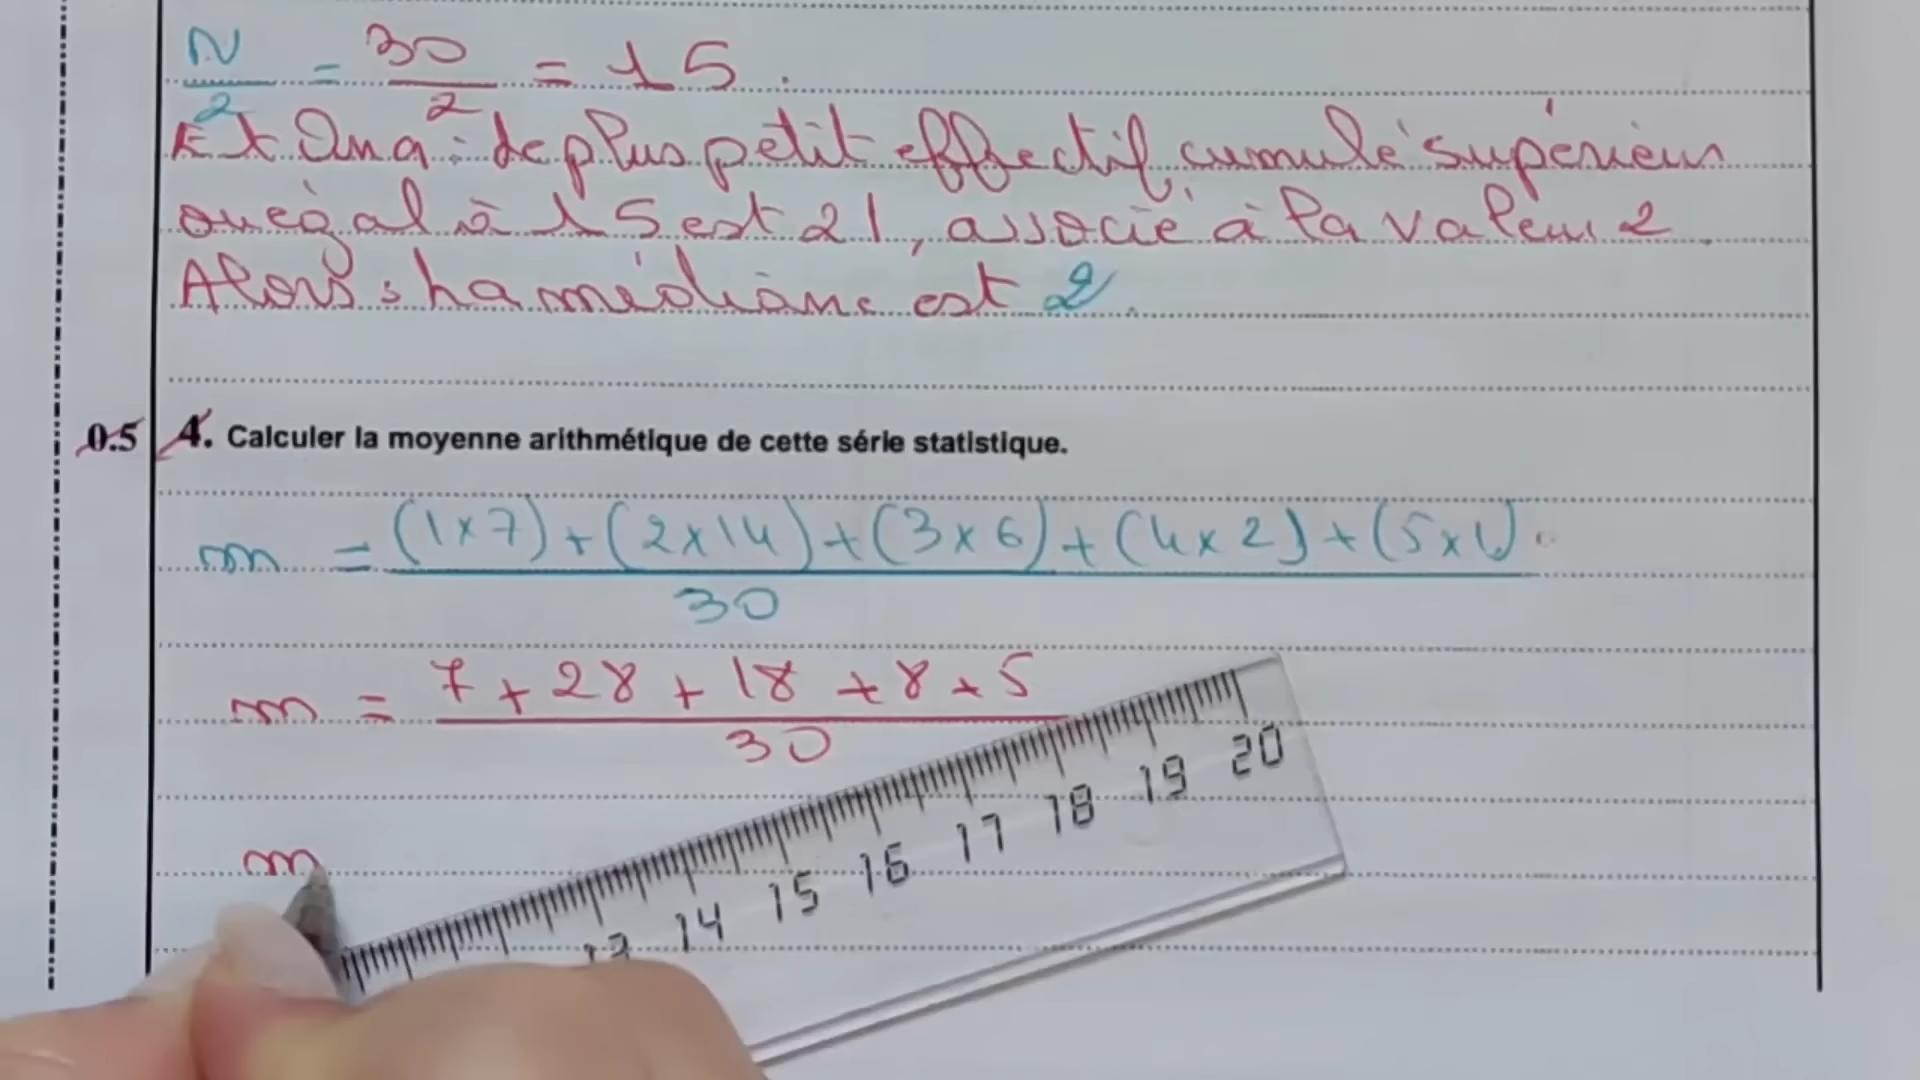 N/2 = 30/2 = 15.
Et On a : le plus petit effectif cumulé supérieur
ou égal à 15 est 21, associé à la valeur 2.
Alors : La médiane est 2.
0.5 4. Calculer la moyenne arithmétique de cette série statistique.
m = (1 x 7) + (2 x 14) + (3 x 6) + (4 x 2) + (5 x 1)
30
m = 7 + 28 + 18 + 8 + 5
30
m
13 14 15 16 17 18 19 20